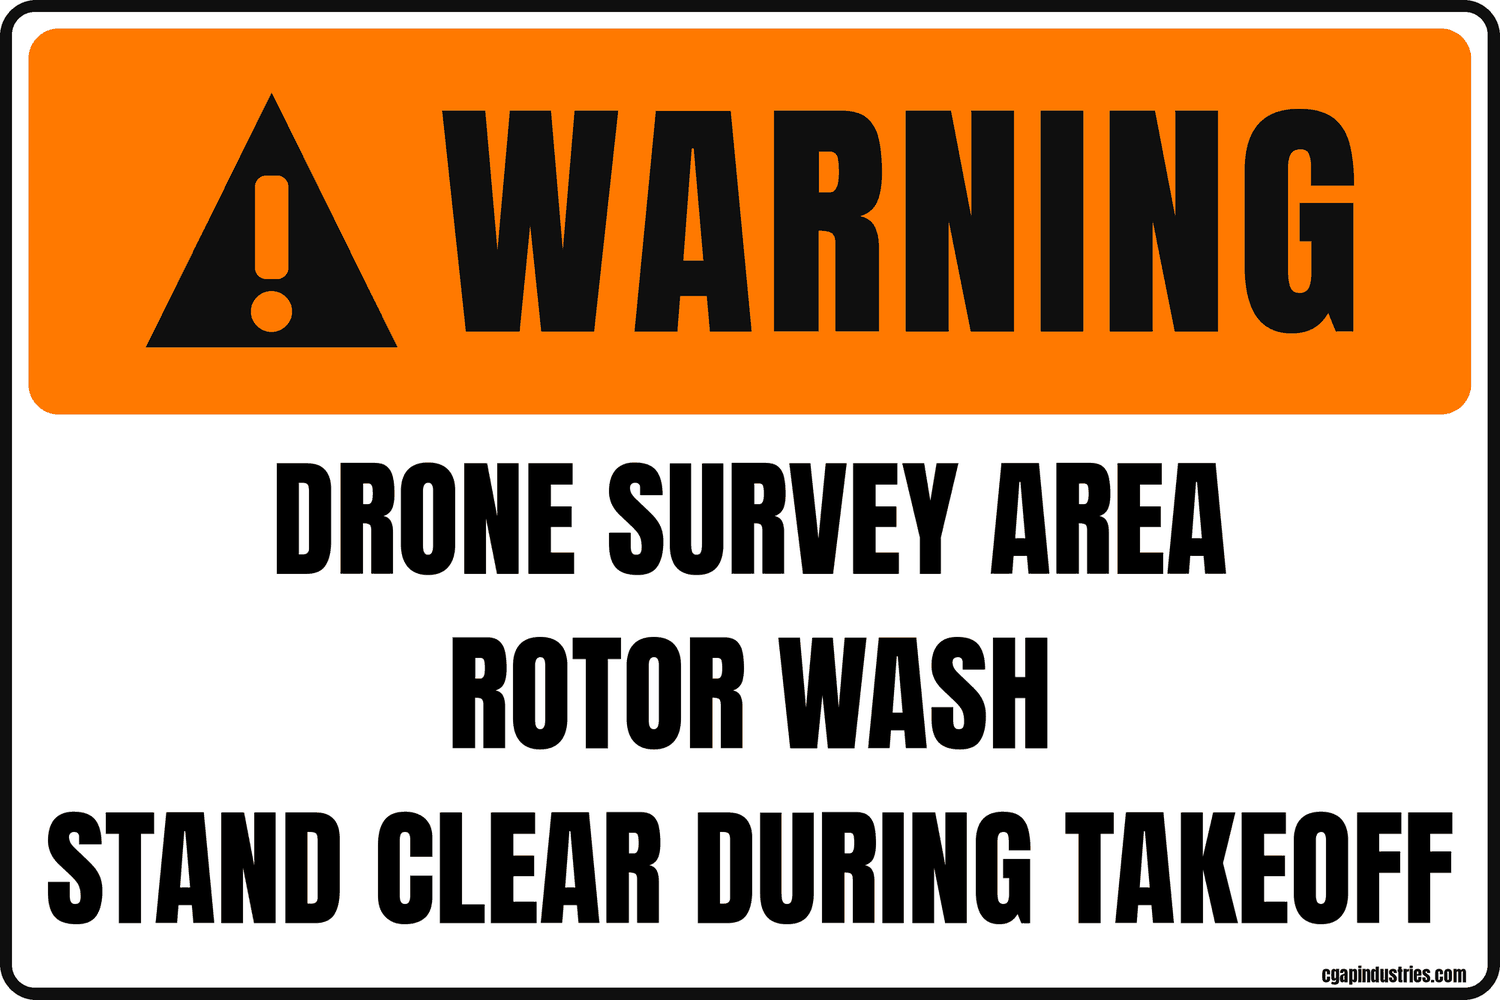 WARNING
DRONE SURVEY AREA
ROTOR WASH
STAND CLEAR DURING TAKEOFF
cgapindustries.com